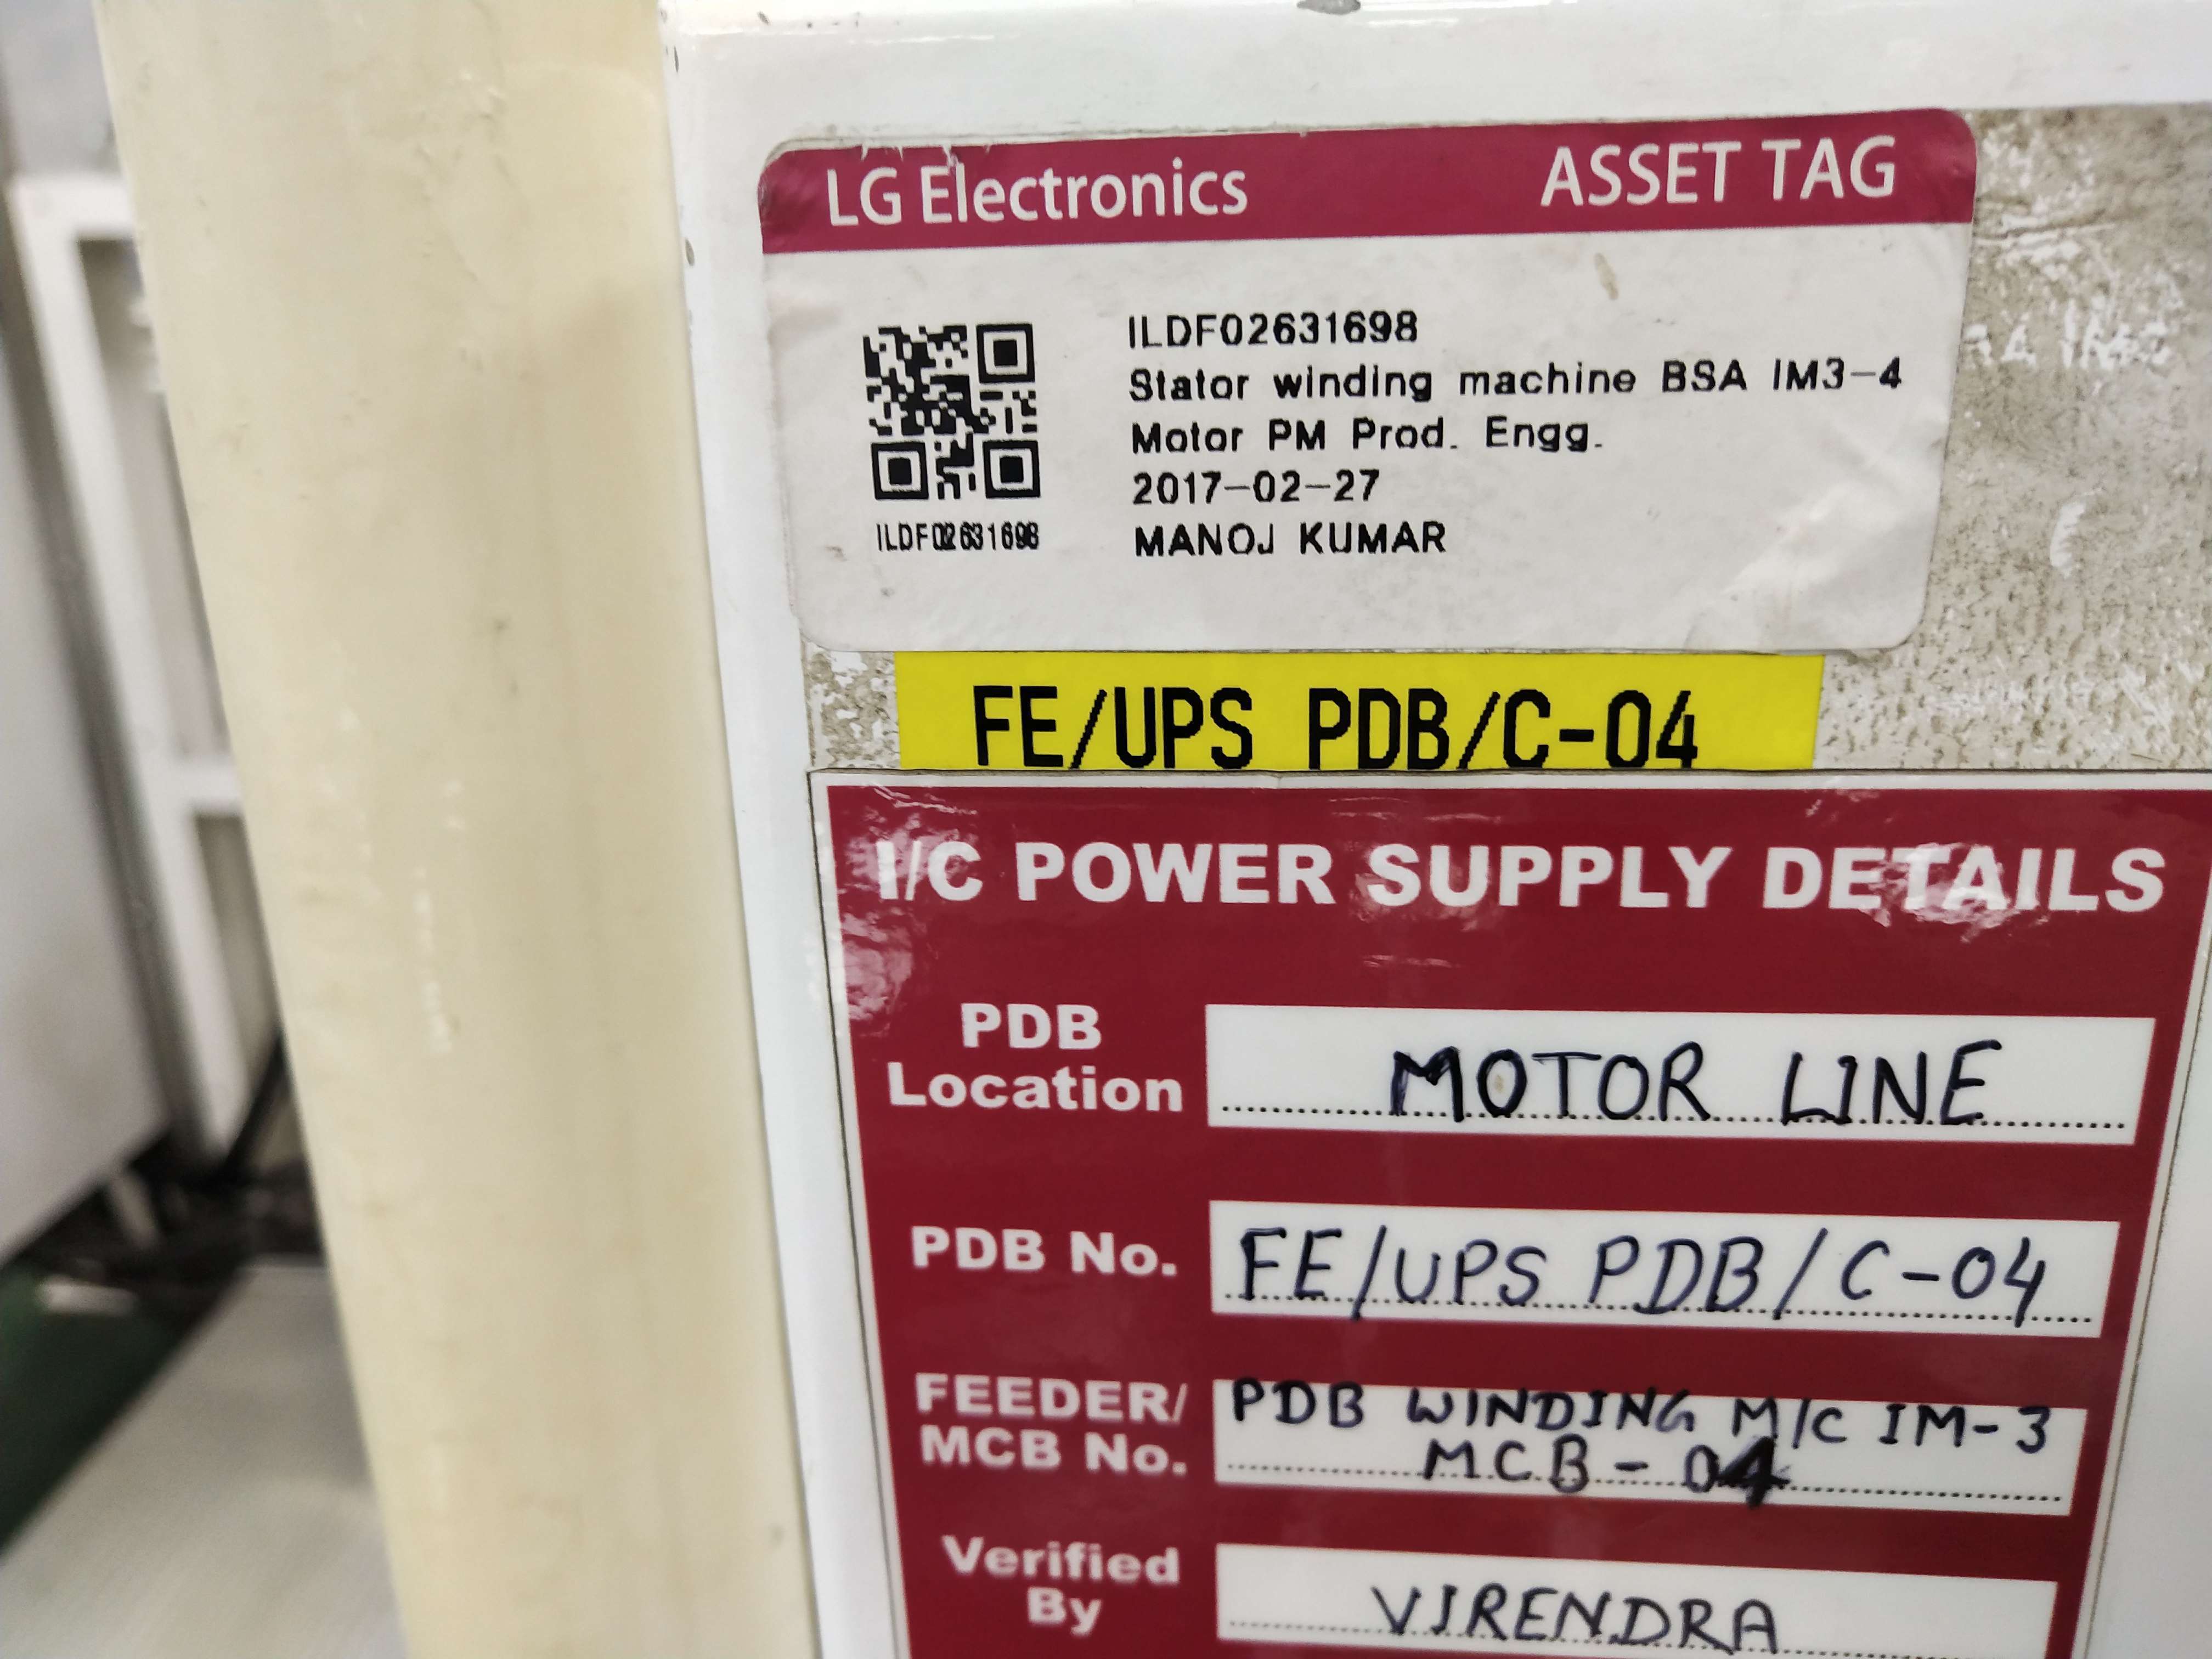 LG Electronics ASSET TAG
ILDF02631698
Stator winding machine BSA IM3-4
Motor PM Prod. Engg.
2017-02-27
MANOJ KUMAR
ILDF02631698
FE/UPS PDB/C-04
I/C POWER SUPPLY DETAILS
PDB Location MOTOR LINE
PDB No. FE/UPS PDB/C-04
FEEDER/ PDB WINDING M/C IM-3
MCB No. MCB-04
Verified By VIRENDRA